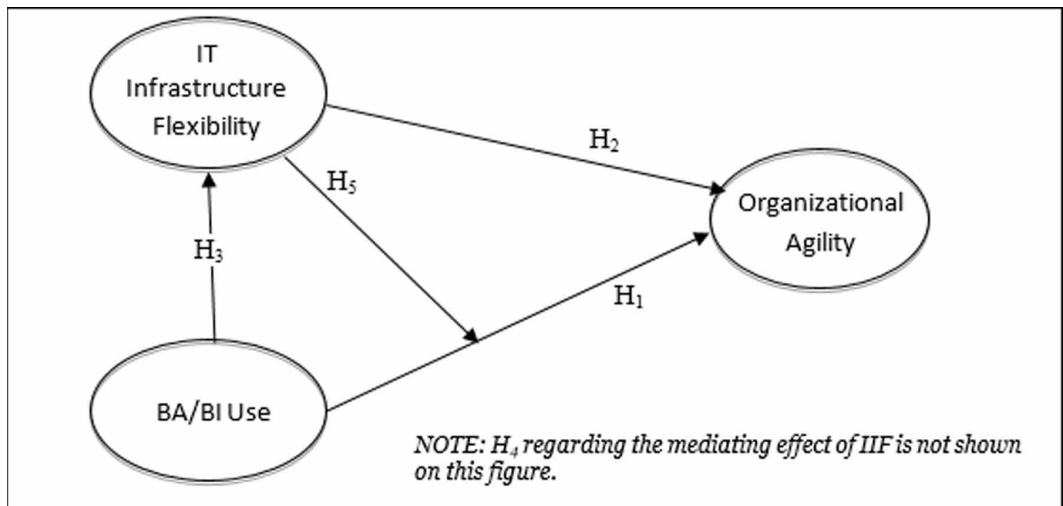 IT
Infrastructure
Flexibility
H₂
H₅
Organizational
Agility
H₃
H₁
BA/BI Use
NOTE: H₄ regarding the mediating effect of IIF is not shown
on this figure.